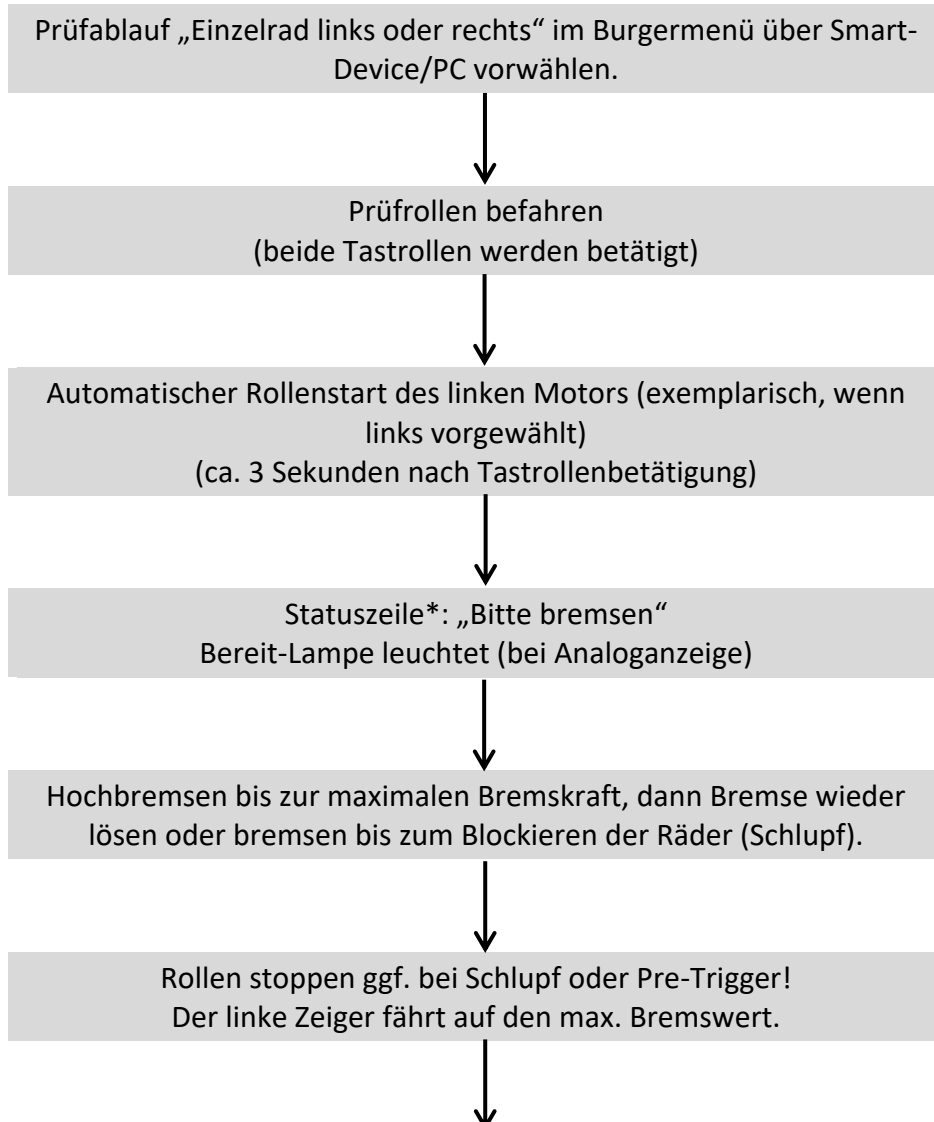 Prüfablauf „Einzelrad links oder rechts“ im Burgermenü über Smart-
Device/PC vorwählen.
Prüfrollen befahren
(beide Tastrollen werden betätigt)
Automatischer Rollenstart des linken Motors (exemplarisch, wenn
links vorgewählt)
(ca. 3 Sekunden nach Tastrollenbetätigung)
Statuszeile*: „Bitte bremsen“
Bereit-Lampe leuchtet (bei Analoganzeige)
Hochbremsen bis zur maximalen Bremskraft, dann Bremse wieder
lösen oder bremsen bis zum Blockieren der Räder (Schlupf).
Rollen stoppen ggf. bei Schlupf oder Pre-Trigger!
Der linke Zeiger fährt auf den max. Bremswert.